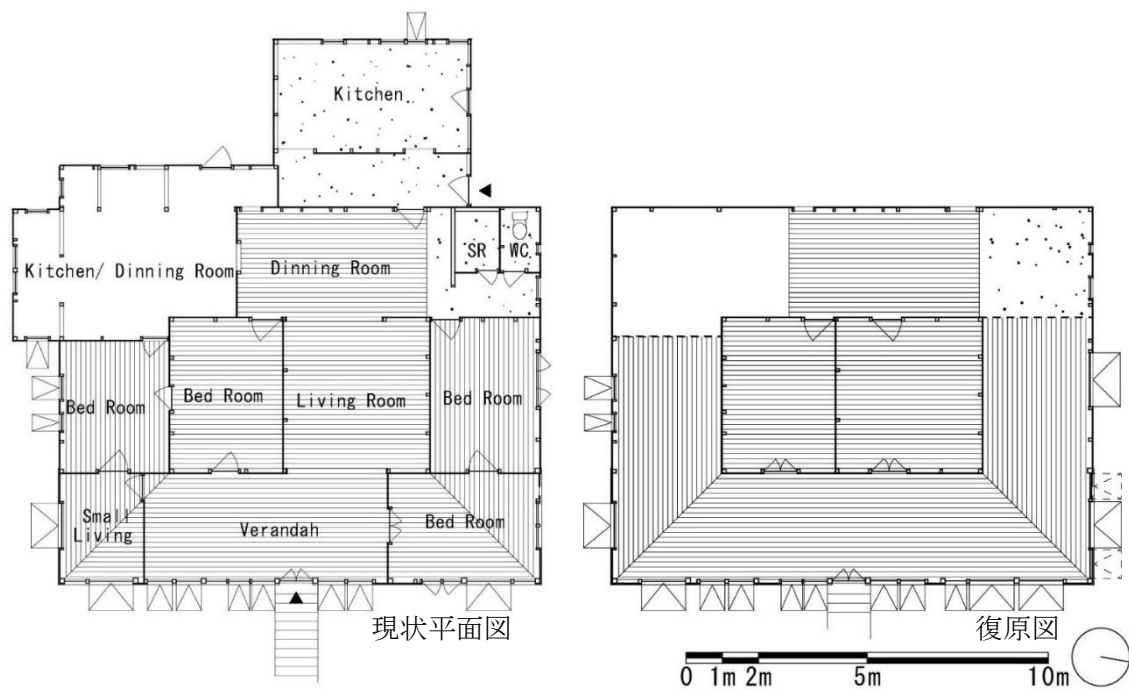 Kitchen
SR
WC
Kitchen/ Dinning Room
Dinning Room
Bed Room
Bed Room
Living Room
Bed Room
Small
Living
Verandah
Bed Room
現状平面図
復原図
0 1m 2m 5m 10m